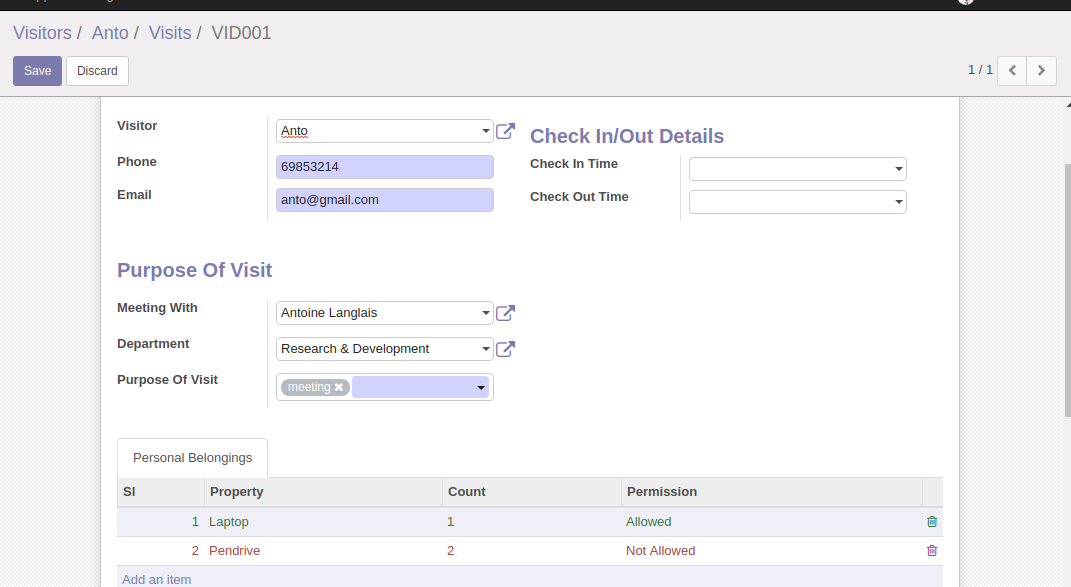 Visitors / Anto / Visits / VID001
Save Discard 1 / 1
Visitor Anto
Check In/Out Details
Phone 69853214
Check In Time
Email anto@gmail.com
Check Out Time
Purpose Of Visit
Meeting With Antoine Langlais
Department Research & Development
Purpose Of Visit meeting
Personal Belongings
Sl Property Count Permission
1 Laptop 1 Allowed
2 Pendrive 2 Not Allowed
Add an item